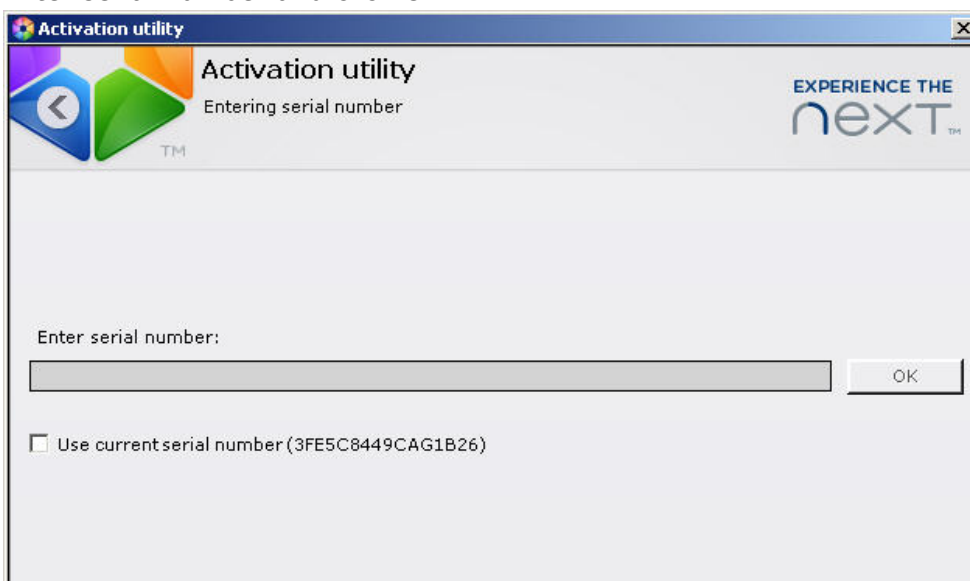 Activation utility
Activation utility
Entering serial number
EXPERIENCE THE
nexT™
TM
Enter serial number:
OK
Use current serial number (3FE5C8449CAG1B26)